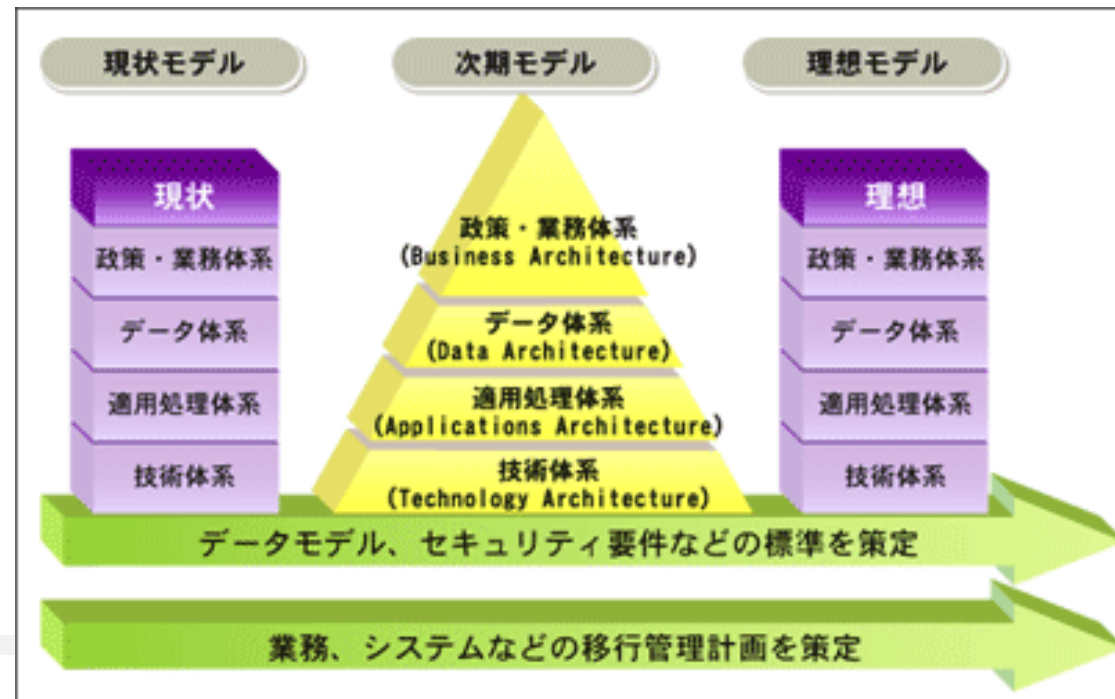 現状モデル
次期モデル
理想モデル
現状
政策・業務体系
データ体系
適用処理体系
技術体系
政策・業務体系
(Business Architecture)
データ体系
(Data Architecture)
適用処理体系
(Applications Architecture)
技術体系
(Technology Architecture)
理想
政策・業務体系
データ体系
適用処理体系
技術体系
データモデル、セキュリティ要件などの標準を策定
業務、システムなどの移行管理計画を策定